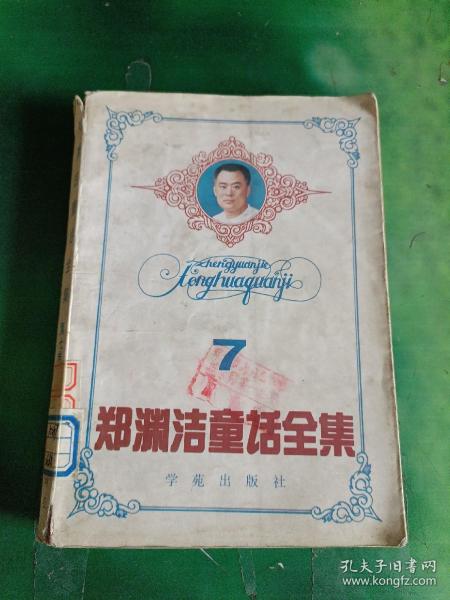 zhengyuanjie
tonghuaquanji
7
郑渊洁童话全集
学苑出版社
孔夫子旧书网
www.kongfz.com